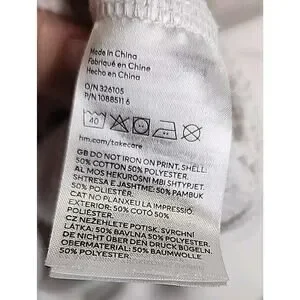 Made in China
Fabriqué en Chine
Hecho en China
O/N 326105
P/N 1088511 6
40
hm.com/takecare
GB DO NOT IRON ON PRINT. SHELL:
50% COTTON 50% POLYESTER.
AL MOS HEKUROSNI MBI SHTYPJET.
SHTRESA E JASHTME: 50% PAMBUK
50% POLIESTËR.
CAT NO PLANXEU LA IMPRESSIÓ.
EXTERIOR: 50% COTÓ 50%
POLIÈSTER.
CZ NEŽEHLETE POTISK. SVRCHNÍ
LÁTKA: 50% BAVLNA 50% POLYESTER.
DE NICHT ÜBER DEN DRUCK BÜGELN.
OBERMATERIAL: 50% BAUMWOLLE
50% POLYESTER.